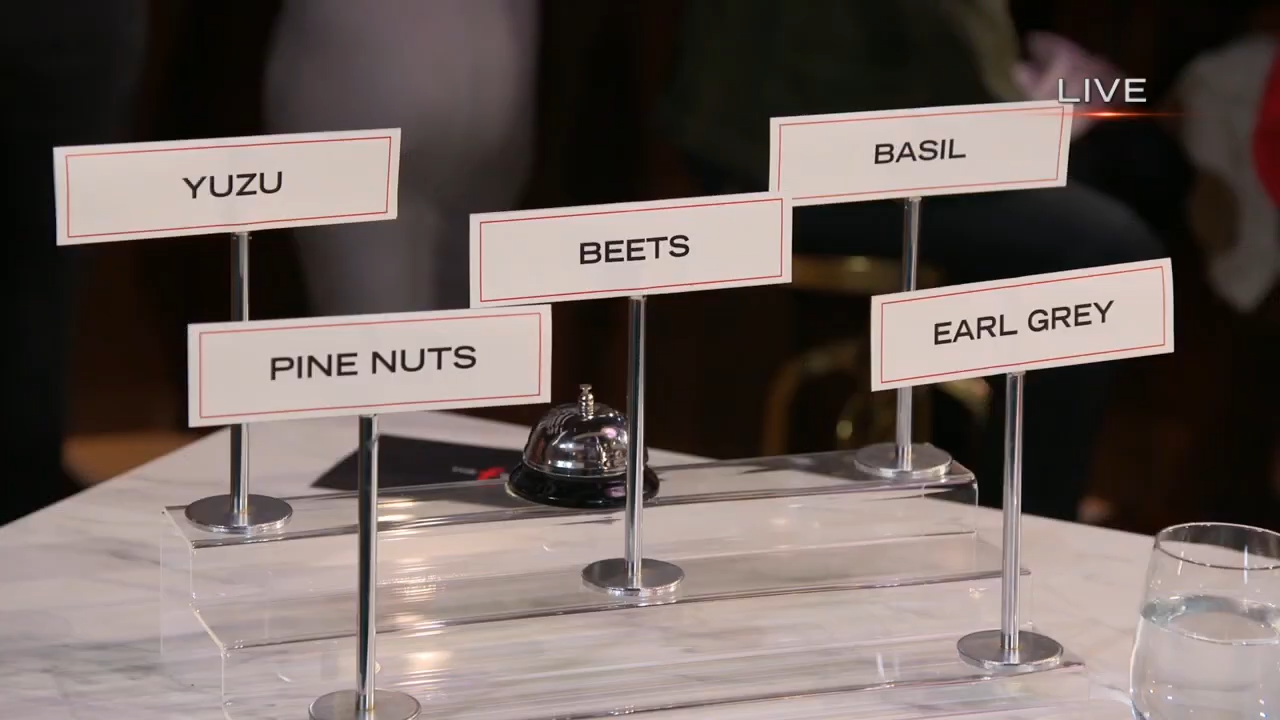 LIVE
YUZU
BASIL
BEETS
PINE NUTS
EARL GREY